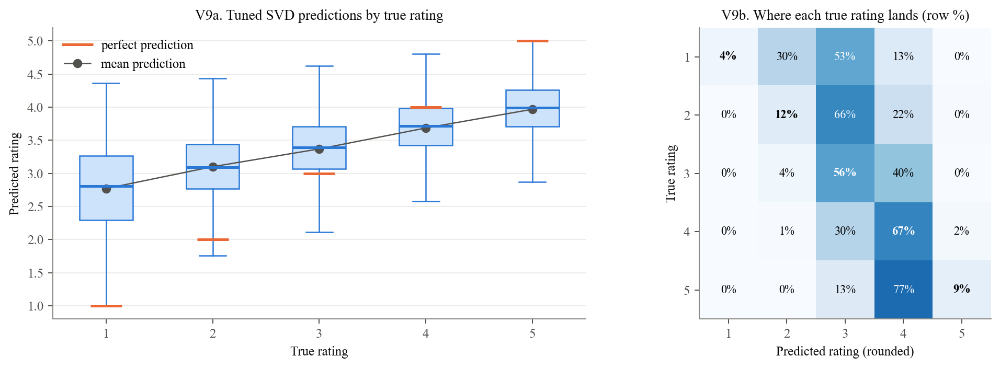 V9a. Tuned SVD predictions by true rating
perfect prediction
mean prediction
Predicted rating
5.0
4.5
4.0
3.5
3.0
2.5
2.0
1.5
1.0
1 2 3 4 5
True rating
V9b. Where each true rating lands (row %)
True rating
1 4% 30% 53% 13% 0%
2 0% 12% 66% 22% 0%
3 0% 4% 56% 40% 0%
4 0% 1% 30% 67% 2%
5 0% 0% 13% 77% 9%
1 2 3 4 5
Predicted rating (rounded)